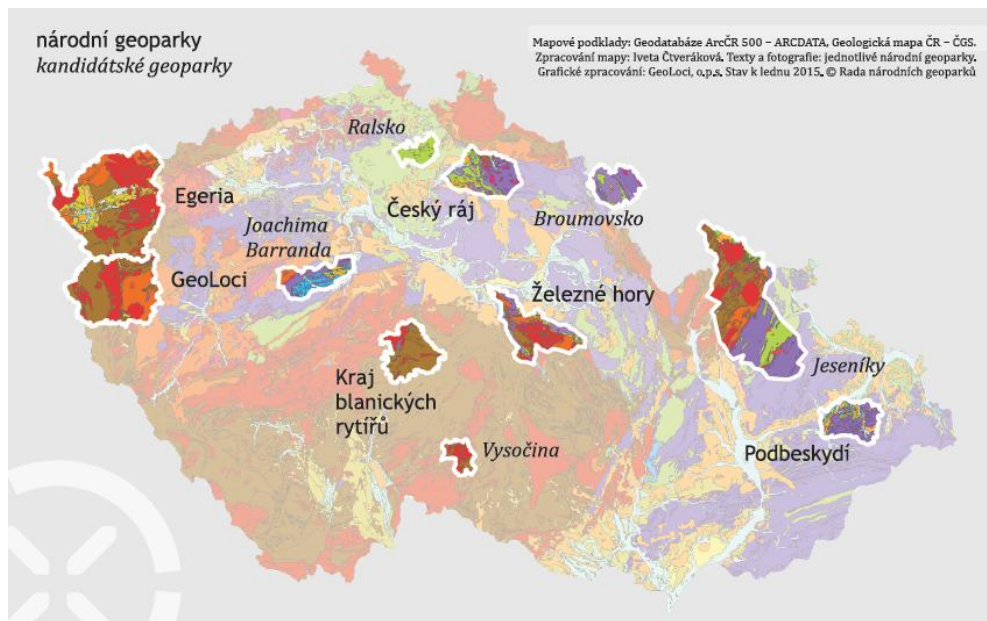 národní geoparky
kandidátské geoparky
Mapové podklady: Geodatabáze ArcČR 500 – ARCDATA, Geologická mapa ČR – ČGS.
Zpracování mapy: Iveta Čtveráková. Texty a fotografie: jednotlivé národní geoparky.
Grafické zpracování: GeoLoci, o.p.s. Stav k lednu 2015. © Rada národních geoparků
Ralsko
Egeria
Český ráj
Broumovsko
Joachima
Barranda
GeoLoci
Železné hory
Kraj
blanických
rytířů
Jeseníky
Vysočina
Podbeskydí